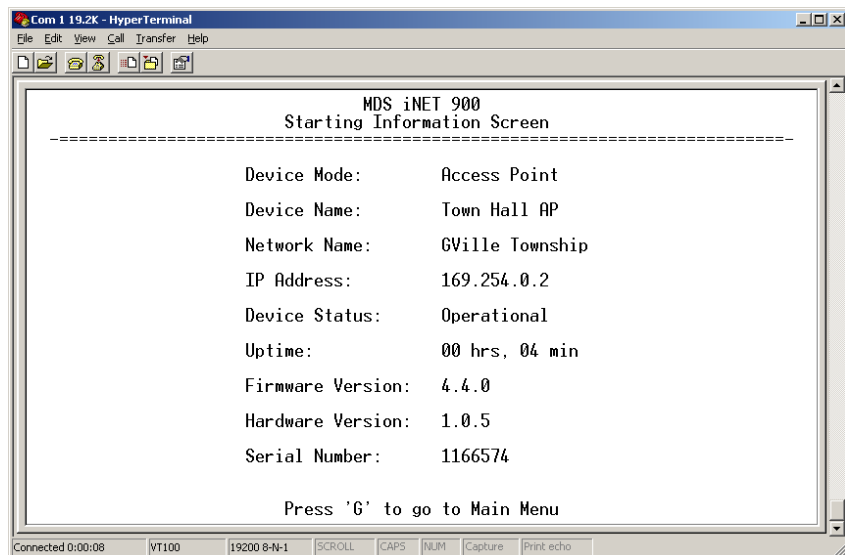 Com 1 19.2K - HyperTerminal
File Edit View Call Transfer Help
MDS iNET 900
Starting Information Screen
-==========================================================================-
Device Mode: Access Point
Device Name: Town Hall AP
Network Name: GVille Township
IP Address: 169.254.0.2
Device Status: Operational
Uptime: 00 hrs, 04 min
Firmware Version: 4.4.0
Hardware Version: 1.0.5
Serial Number: 1166574
Press 'G' to go to Main Menu
Connected 0:00:08 VT100 19200 8-N-1 SCROLL CAPS NUM Capture Print echo